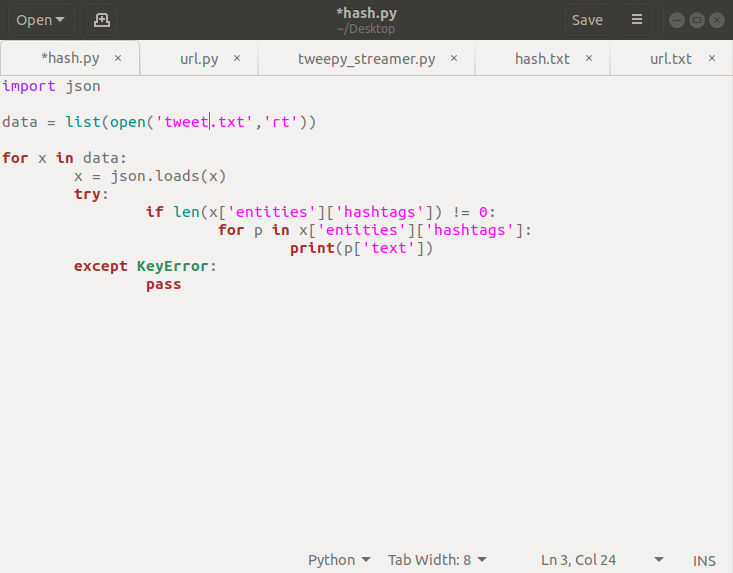 Open
*hash.py
~/Desktop
Save
*hash.py × url.py × tweepy_streamer.py × hash.txt × url.txt ×
import json
data = list(open('tweet.txt','rt'))
for x in data:
        x = json.loads(x)
        try:
                if len(x['entities']['hashtags']) != 0:
                        for p in x['entities']['hashtags']:
                                print(p['text'])
        except KeyError:
                pass
Python Tab Width: 8 Ln 3, Col 24 INS